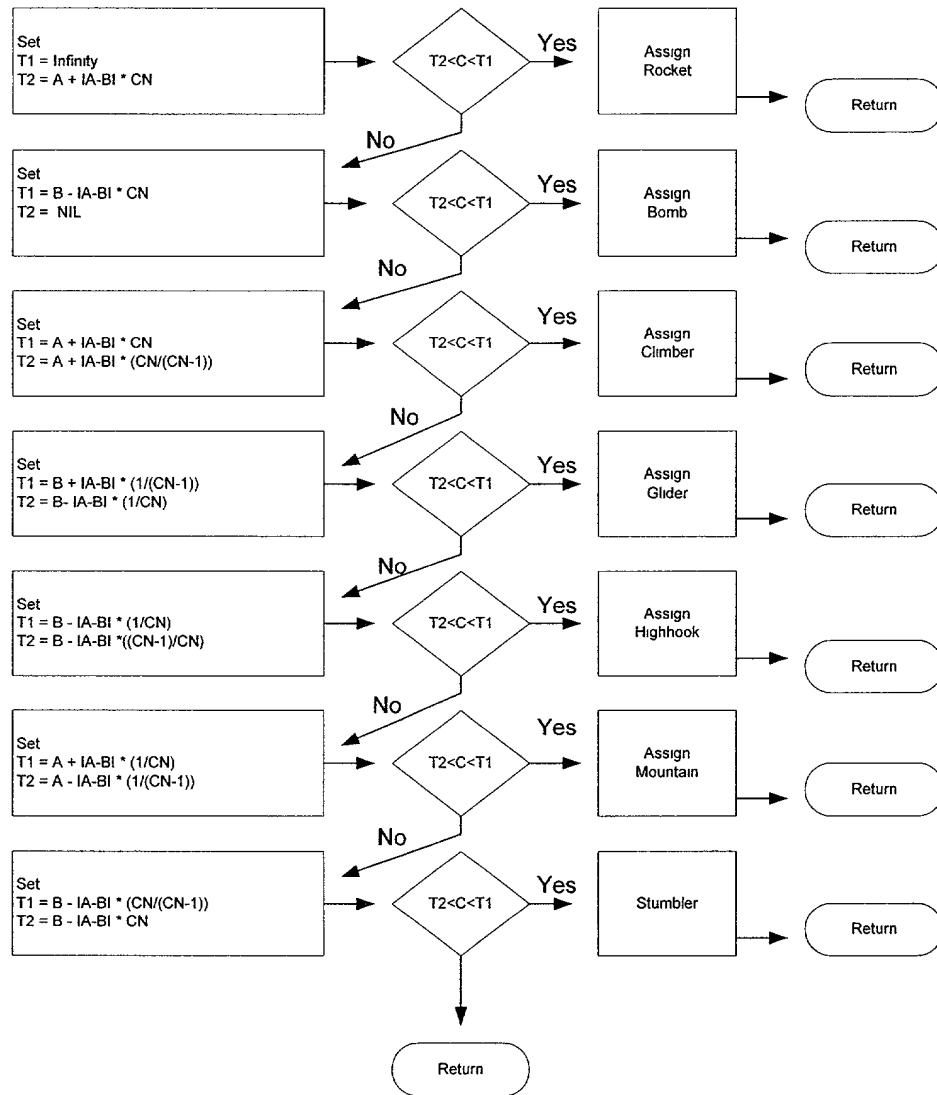 Set
T1 = Infinity
T2 = A + IA-BI * CN
T2<C<T1
Yes
Assign
Rocket
Return
No
Set
T1 = B - IA-BI * CN
T2 = NIL
T2<C<T1
Yes
Assign
Bomb
Return
No
Set
T1 = A + IA-BI * CN
T2 = A + IA-BI * (CN/(CN-1))
T2<C<T1
Yes
Assign
Climber
Return
No
Set
T1 = B + IA-BI * (1/(CN-1))
T2 = B- IA-BI * (1/CN)
T2<C<T1
Yes
Assign
Glider
Return
No
Set
T1 = B - IA-BI * (1/CN)
T2 = B - IA-BI *((CN-1)/CN)
T2<C<T1
Yes
Assign
Highhook
Return
No
Set
T1 = A + IA-BI * (1/CN)
T2 = A - IA-BI * (1/(CN-1))
T2<C<T1
Yes
Assign
Mountain
Return
No
Set
T1 = B - IA-BI * (CN/(CN-1))
T2 = B - IA-BI * CN
T2<C<T1
Yes
Stumbler
Return
Return